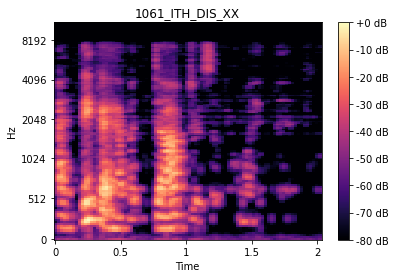 1061_ITH_DIS_XX
Hz
8192
4096
2048
1024
512
0
0
0.5
1
1.5
2
Time
+0 dB
-10 dB
-20 dB
-30 dB
-40 dB
-50 dB
-60 dB
-70 dB
-80 dB